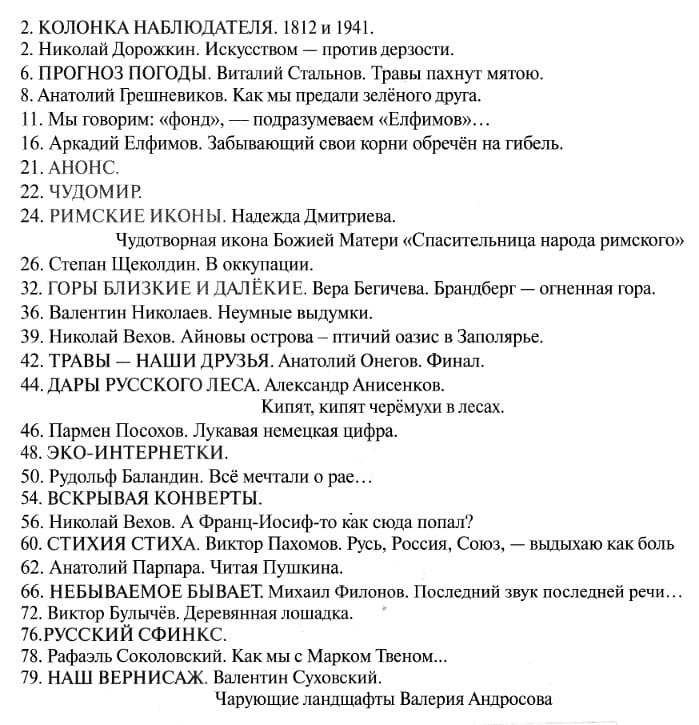 2. КОЛОНКА НАБЛЮДАТЕЛЯ. 1812 и 1941.
2. Николай Дорожкин. Искусством — против дерзости.
6. ПРОГНОЗ ПОГОДЫ. Виталий Стальнов. Травы пахнут мятою.
8. Анатолий Грешневиков. Как мы предали зелёного друга.
11. Мы говорим: «фонд», — подразумеваем «Елфимов»…
16. Аркадий Елфимов. Забывающий свои корни обречён на гибель.
21. АНОНС.
22. ЧУДОМИР.
24. РИМСКИЕ ИКОНЫ. Надежда Дмитриева.
Чудотворная икона Божией Матери «Спасительница народа римского»
26. Степан Щеколдин. В оккупации.
32. ГОРЫ БЛИЗКИЕ И ДАЛЁКИЕ. Вера Бегичева. Брандберг — огненная гора.
36. Валентин Николаев. Неумные выдумки.
39. Николай Вехов. Айновы острова – птичий оазис в Заполярье.
42. ТРАВЫ — НАШИ ДРУЗЬЯ. Анатолий Онегов. Финал.
44. ДАРЫ РУССКОГО ЛЕСА. Александр Анисенков.
Кипят, кипят черёмухи в лесах.
46. Пармен Посохов. Лукавая немецкая цифра.
48. ЭКО-ИНТЕРНЕТКИ.
50. Рудольф Баландин. Всё мечтали о рае…
54. ВСКРЫВАЯ КОНВЕРТЫ.
56. Николай Вехов. А Франц-Иосиф-то как сюда попал?
60. СТИХИЯ СТИХА. Виктор Пахомов. Русь, Россия, Союз, — выдыхаю как боль
62. Анатолий Парпара. Читая Пушкина.
66. НЕБЫВАЕМОЕ БЫВАЕТ. Михаил Филонов. Последний звук последней речи…
72. Виктор Булычёв. Деревянная лошадка.
76.РУССКИЙ СФИНКС.
78. Рафаэль Соколовский. Как мы с Марком Твеном...
79. НАШ ВЕРНИСАЖ. Валентин Суховский.
Чарующие ландщафты Валерия Андросова